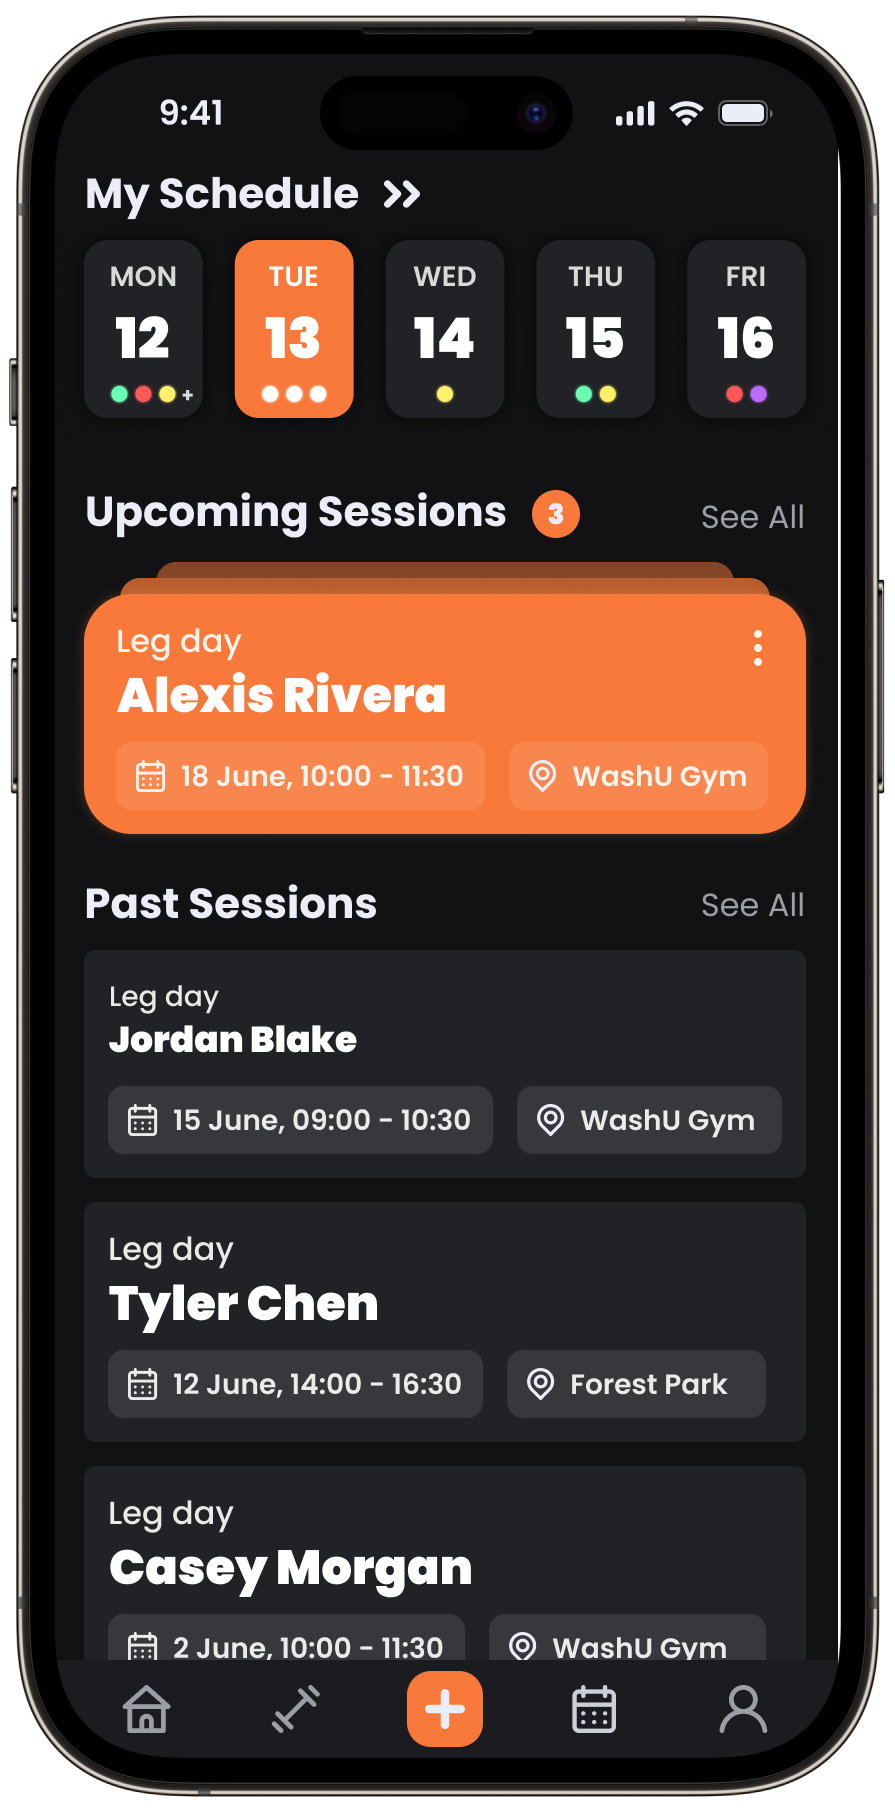 9:41
My Schedule
MON TUE WED THU FRI
12 13 14 15 16
+
Upcoming Sessions 3 See All
Leg day
Alexis Rivera
18 June, 10:00 - 11:30 WashU Gym
Past Sessions See All
Leg day
Jordan Blake
15 June, 09:00 - 10:30 WashU Gym
Leg day
Tyler Chen
12 June, 14:00 - 16:30 Forest Park
Leg day
Casey Morgan
2 June, 10:00 - 11:30 WashU Gym